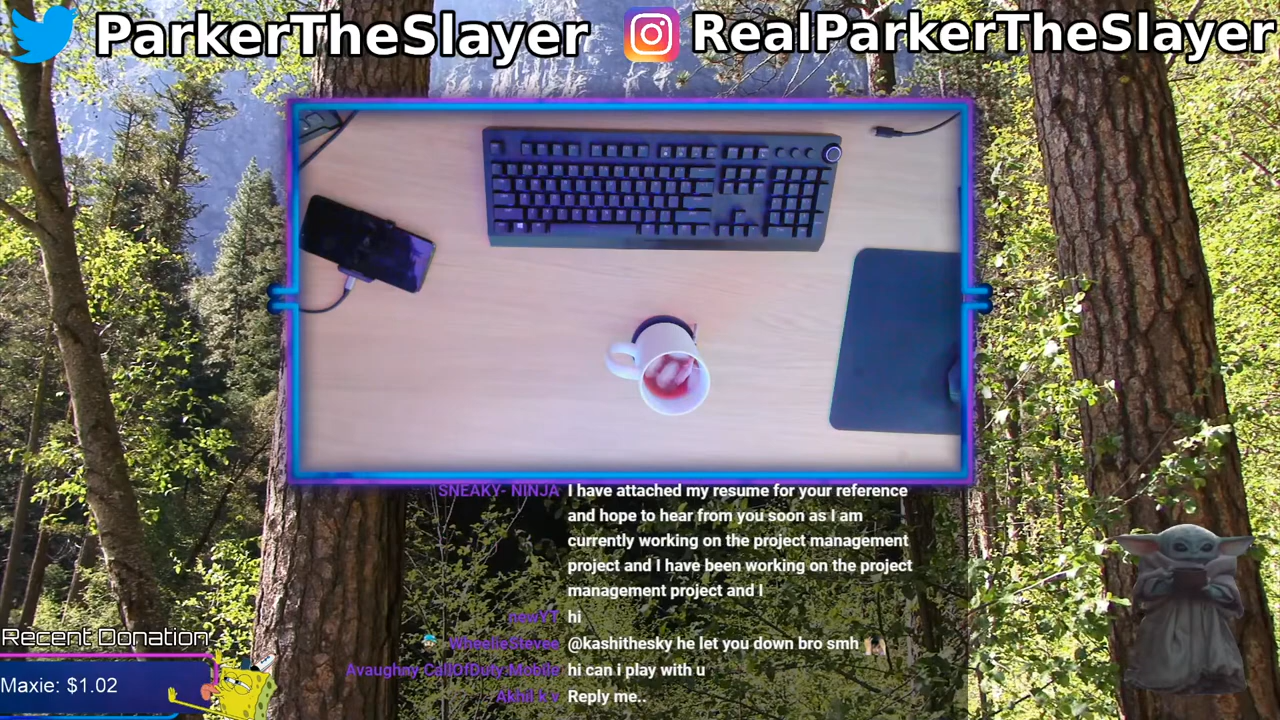 ParkerTheSlayer
RealParkerTheSlayer
SNEAKY- NINJA I have attached my resume for your reference
and hope to hear from you soon as I am
currently working on the project management
project and I have been working on the project
management project and I
newYT hi
WheelieStevee @kashithesky he let you down bro smh
Avaughny CallOfDuty:Mobile hi can i play with u
Akhil k v Reply me..
Recent Donation
Maxie: $1.02